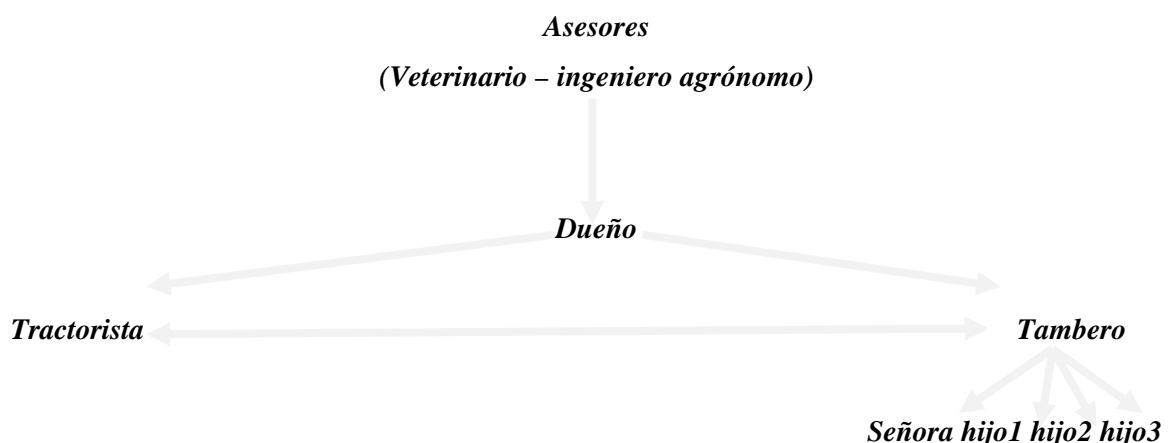 Asesores
(Veterinario – ingeniero agrónomo)
Dueño
Tractorista
Tambero
Señora hijo1 hijo2 hijo3